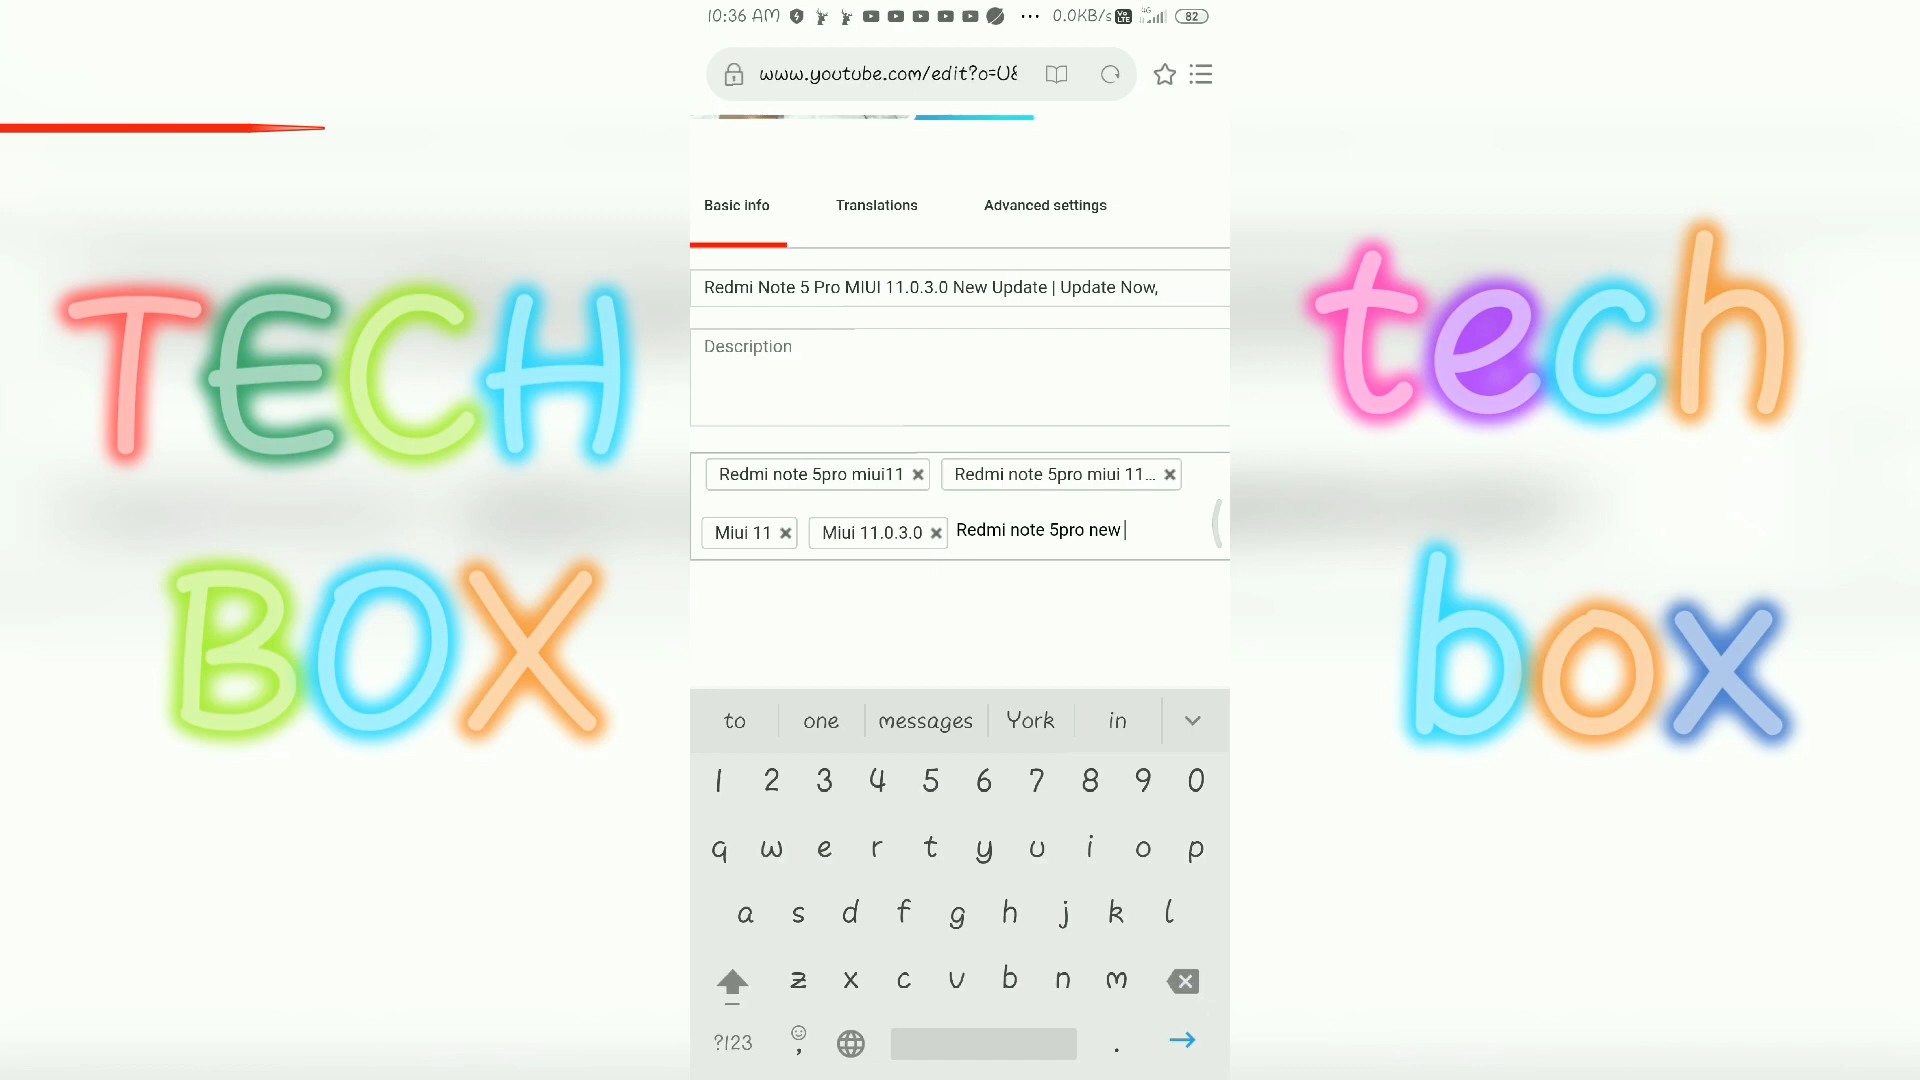 10:36 AM ... 0.0KB/s Vo LTE 4G 82
www.youtube.com/edit?o=U&
Basic info Translations Advanced settings
Redmi Note 5 Pro MIUI 11.0.3.0 New Update | Update Now,
Description
Redmi note 5pro miui11 × Redmi note 5pro miui 11... ×
Miui 11 × Miui 11.0.3.0 × Redmi note 5pro new
TECH
BOX
tech
box
to one messages York in
1 2 3 4 5 6 7 8 9 0
q w e r t y u i o p
a s d f g h j k l
z x c v b n m
?123 , .